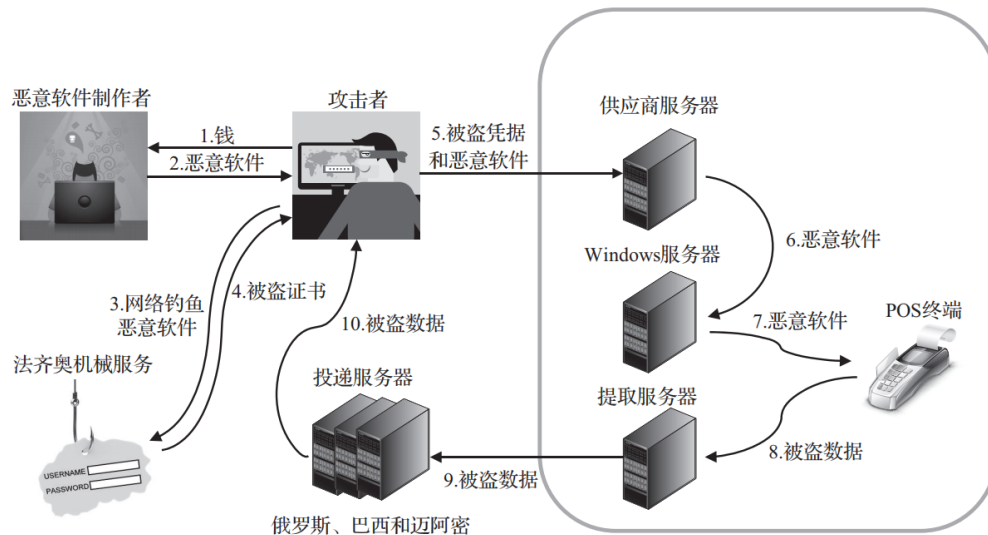 恶意软件制作者
攻击者
供应商服务器
1.钱
2.恶意软件
5.被盗凭据
和恶意软件
6.恶意软件
Windows服务器
3.网络钓鱼
恶意软件
4.被盗证书
10.被盗数据
7.恶意软件
POS终端
法齐奥机械服务
投递服务器
提取服务器
8.被盗数据
9.被盗数据
USERNAME
PASSWORD
俄罗斯、巴西和迈阿密